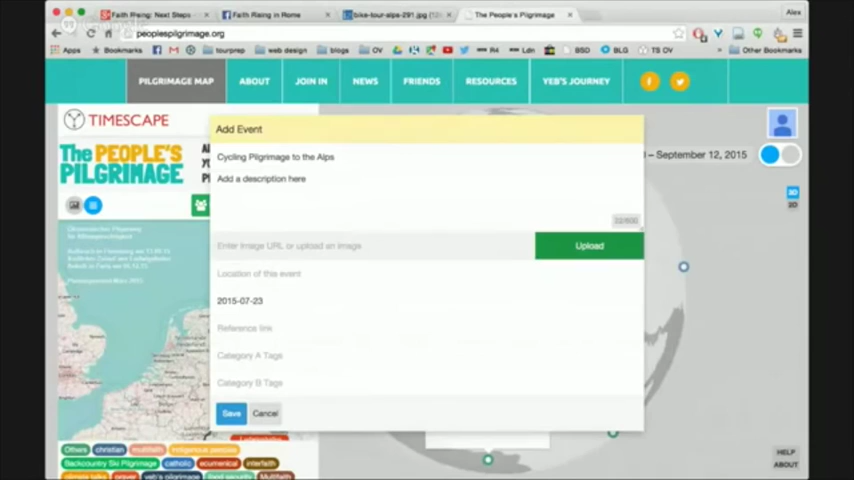 Faith Rising: Next Steps -
Faith Rising in Rome
bike-tour-alps-291.jpg
The People's Pilgrimage
Alex
peoplespilgrimage.org
Apps
Bookmarks
tourprep
web design
blogs
OV
R4
Ldn
BSD
BLG
TS OV
Other Bookmarks
PILGRIMAGE MAP
ABOUT
JOIN IN
NEWS
FRIENDS
RESOURCES
YEB'S JOURNEY
TIMESCAPE
The PEOPLE'S
PILGRIMAGE
– September 12, 2015
3D
2D
Add Event
Cycling Pilgrimage to the Alps
Add a description here
Enter image URL or upload an image
Upload
Location of this event
2015-07-23
Reference link
Category A Tags
Category B Tags
Save
Cancel
Others
christian
multifaith
indigenous peoples
Backcountry Ski Pilgrimage
catholic
ecumenical
interfaith
climate talks
prayer
yeb's pilgrimage
food security
Multifaith
HELP
ABOUT